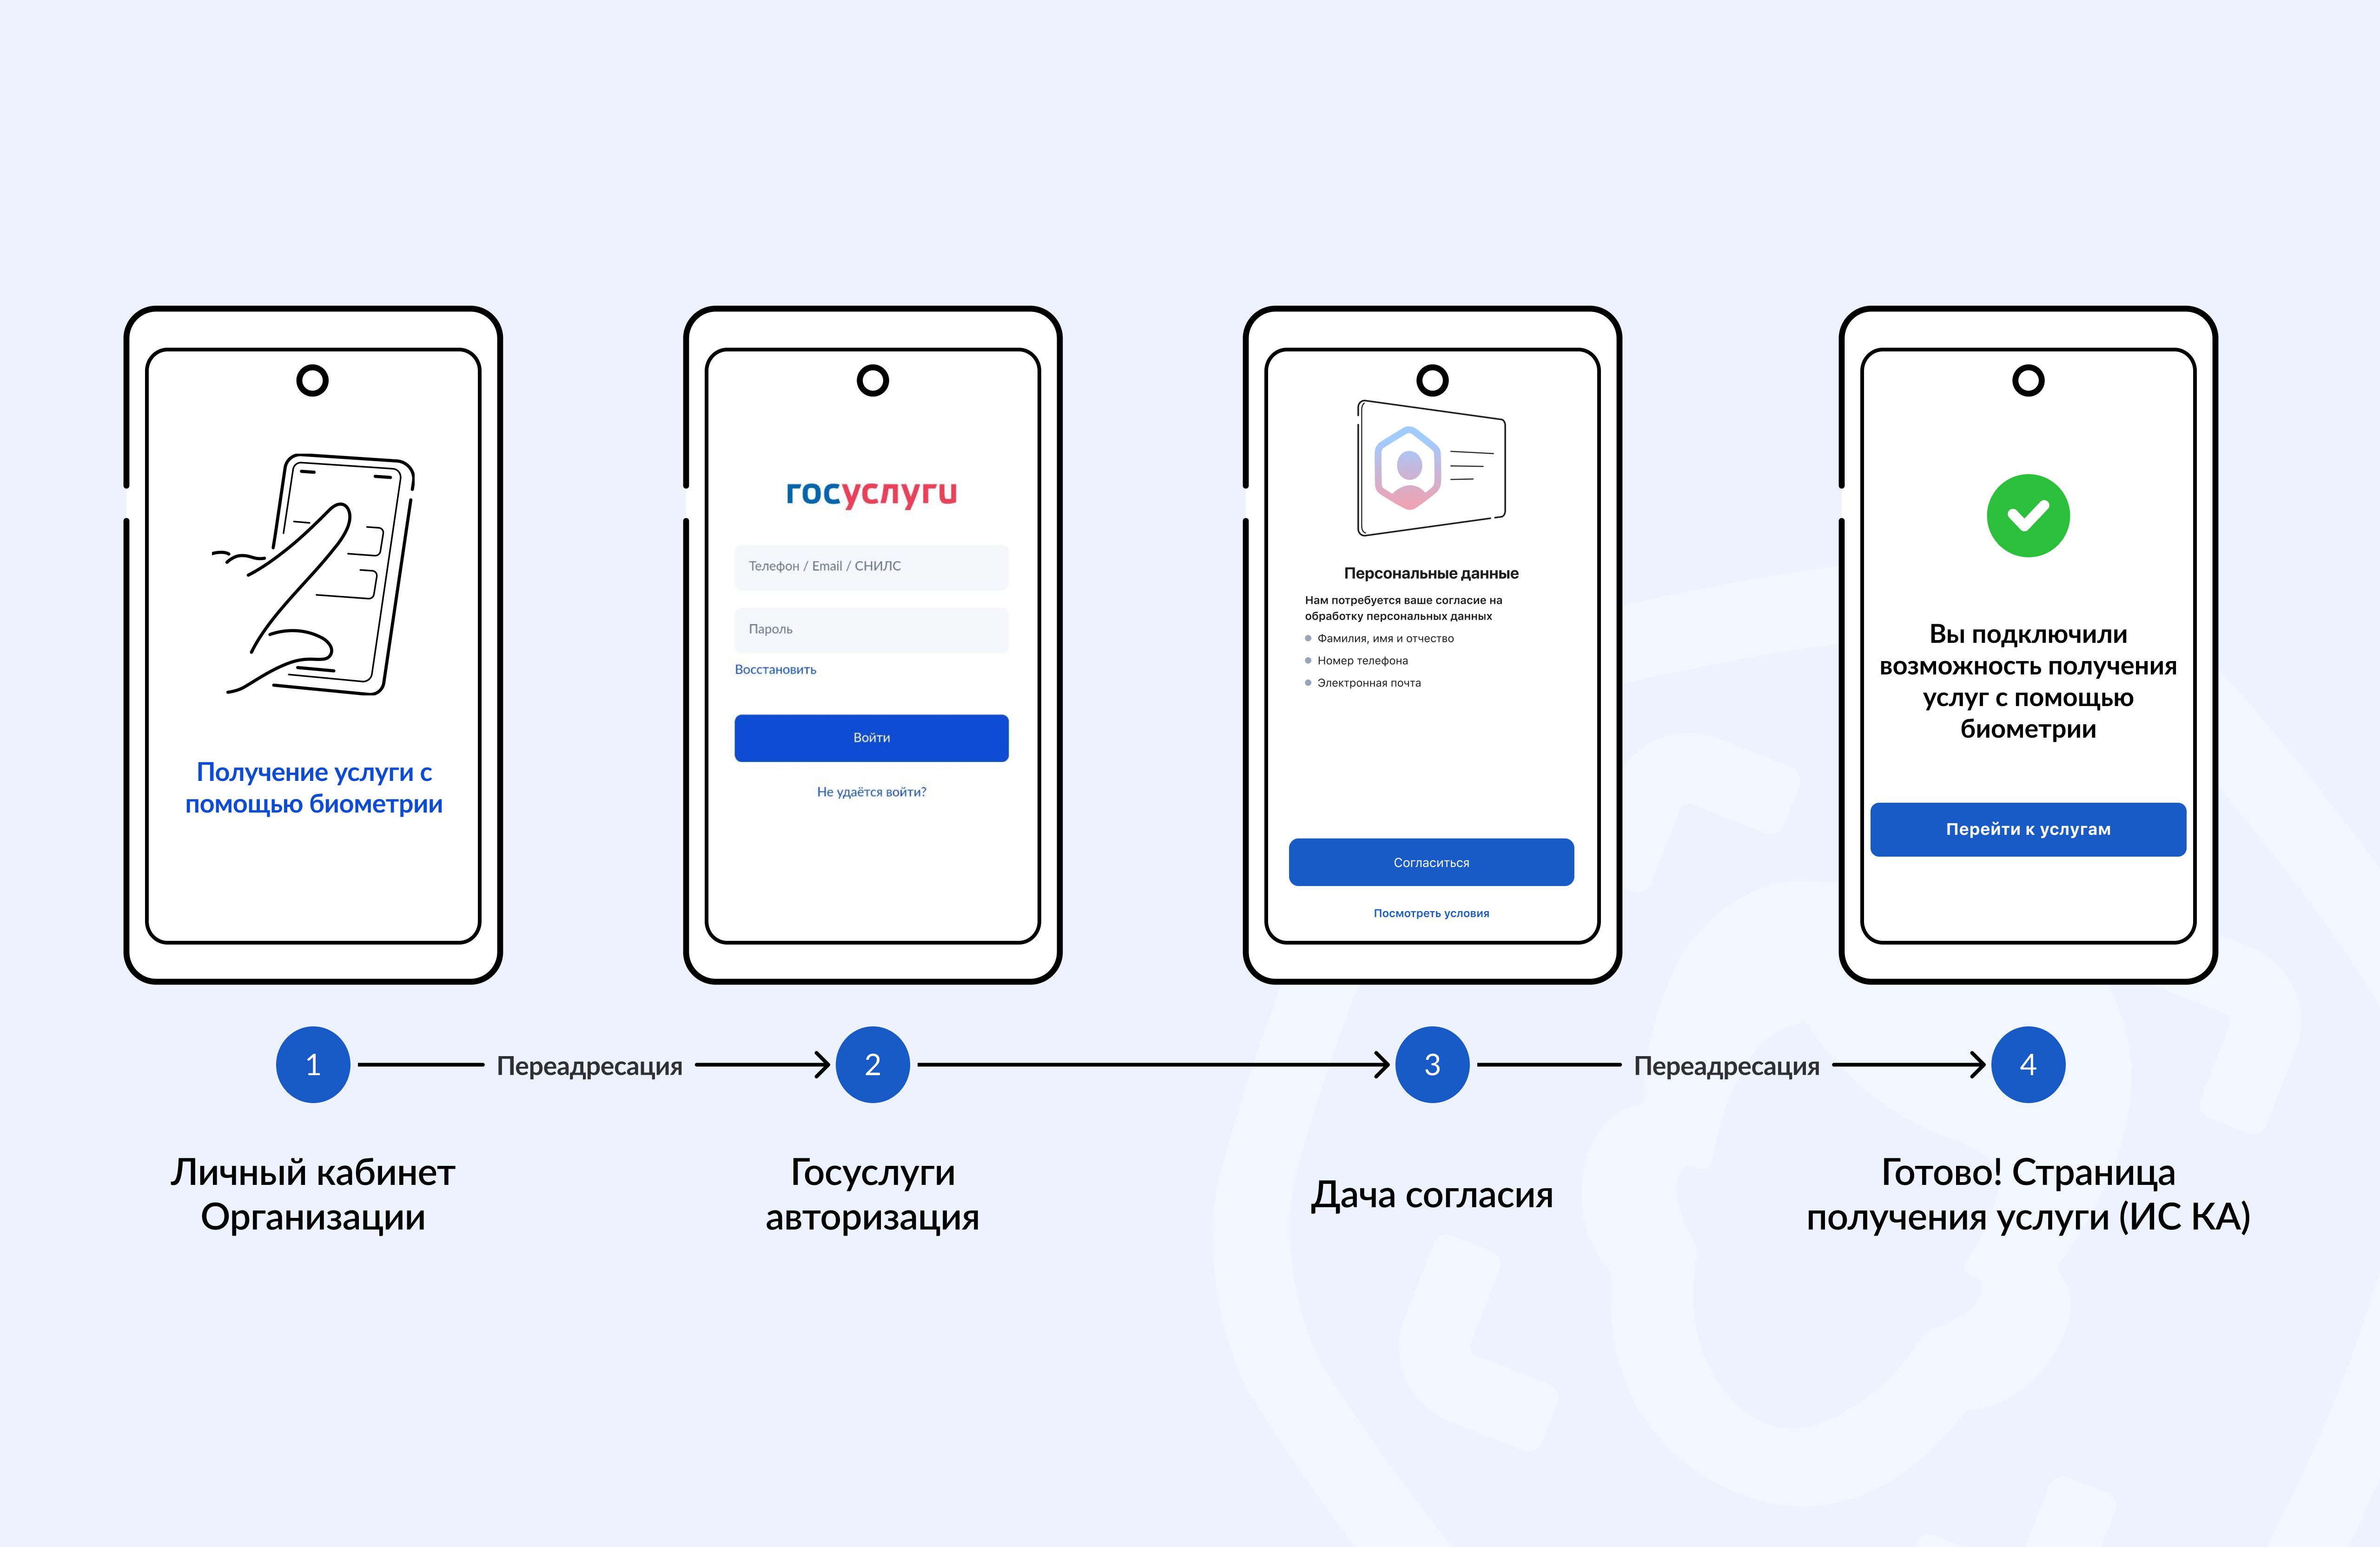 Получение услуги с
помощью биометрии
госуслуги
Телефон / Email / СНИЛС
Пароль
Восстановить
Войти
Не удаётся войти?
Персональные данные
Нам потребуется ваше согласие на
обработку персональных данных
Фамилия, имя и отчество
Номер телефона
Электронная почта
Согласиться
Посмотреть условия
Вы подключили
возможность получения
услуг с помощью
биометрии
Перейти к услугам
1
Переадресация
2
3
Переадресация
4
Личный кабинет
Организации
Госуслуги
авторизация
Дача согласия
Готово! Страница
получения услуги (ИС КА)